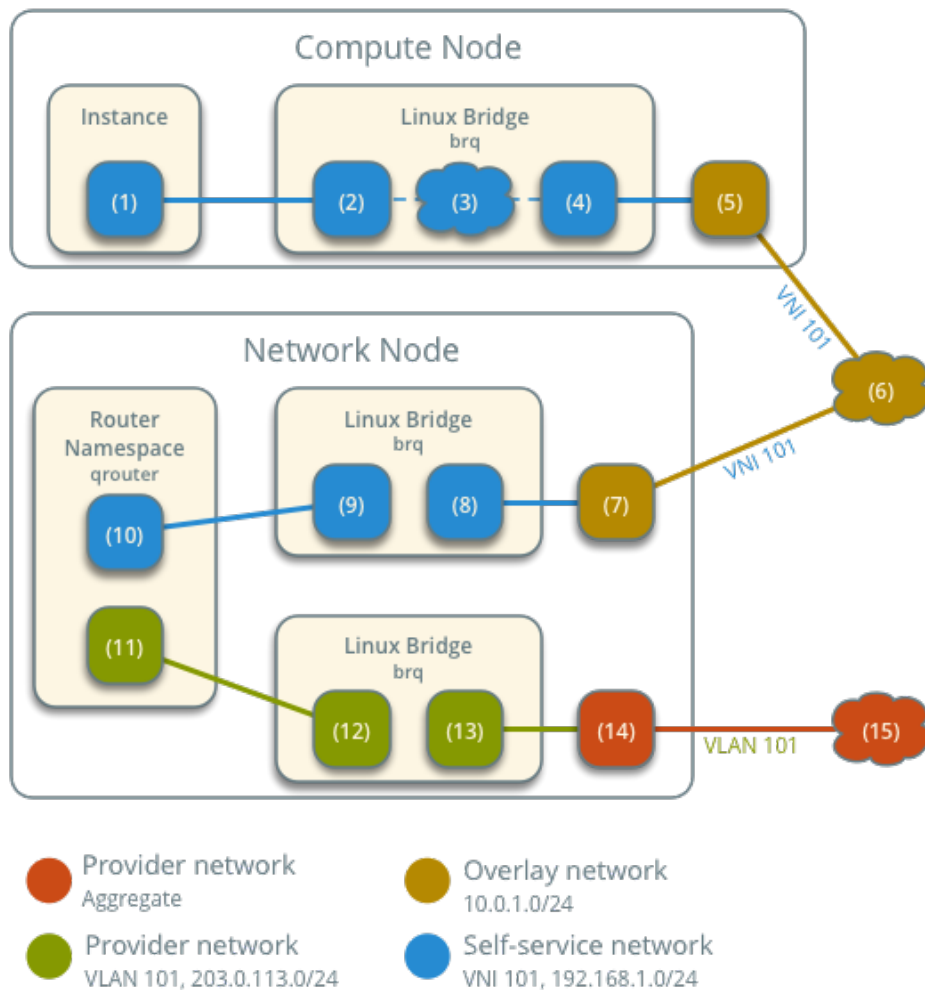 Compute Node
Instance
Linux Bridge
brq
(1)
(2)
(3)
(4)
(5)
VNI 101
(6)
VNI 101
Network Node
Router
Namespace
qrouter
Linux Bridge
brq
(9)
(8)
(7)
(10)
(11)
Linux Bridge
brq
(12)
(13)
(14)
VLAN 101
(15)
Provider network
Aggregate
Overlay network
10.0.1.0/24
Provider network
VLAN 101, 203.0.113.0/24
Self-service network
VNI 101, 192.168.1.0/24